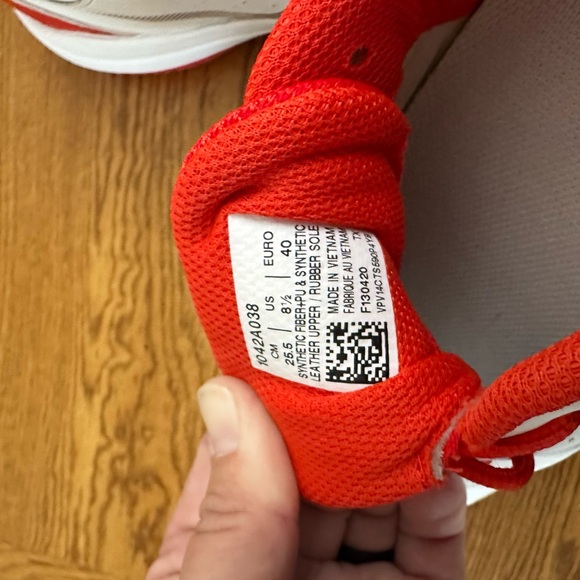 1042A038
CM | US | EURO
25.5 | 8½ | 40
SYNTHETIC FIBER+PU & SYNTHETIC
LEATHER UPPER / RUBBER SOLE
MADE IN VIETNAM
FABRIQUE AU VIETNAM
F130420